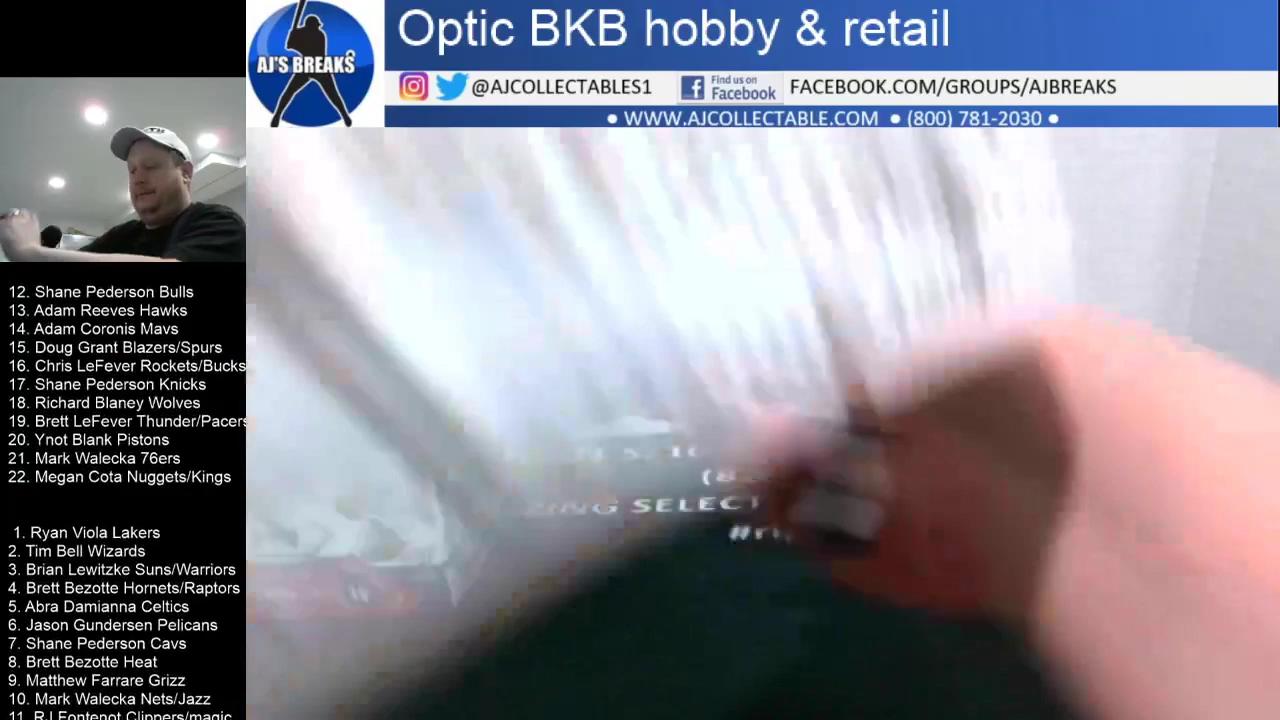 AJ'S BREAKS
Optic BKB hobby & retail
@AJCOLLECTABLES1
Find us on
Facebook
FACEBOOK.COM/GROUPS/AJBREAKS
• WWW.AJCOLLECTABLE.COM • (800) 781-2030 •
12. Shane Pederson Bulls
13. Adam Reeves Hawks
14. Adam Coronis Mavs
15. Doug Grant Blazers/Spurs
16. Chris LeFever Rockets/Bucks
17. Shane Pederson Knicks
18. Richard Blaney Wolves
19. Brett LeFever Thunder/Pacers
20. Ynot Blank Pistons
21. Mark Walecka 76ers
22. Megan Cota Nuggets/Kings
1. Ryan Viola Lakers
2. Tim Bell Wizards
3. Brian Lewitzke Suns/Warriors
4. Brett Bezotte Hornets/Raptors
5. Abra Damianna Celtics
6. Jason Gundersen Pelicans
7. Shane Pederson Cavs
8. Brett Bezotte Heat
9. Matthew Farrare Grizz
10. Mark Walecka Nets/Jazz
11. RJ Fontenot Clippers/magic